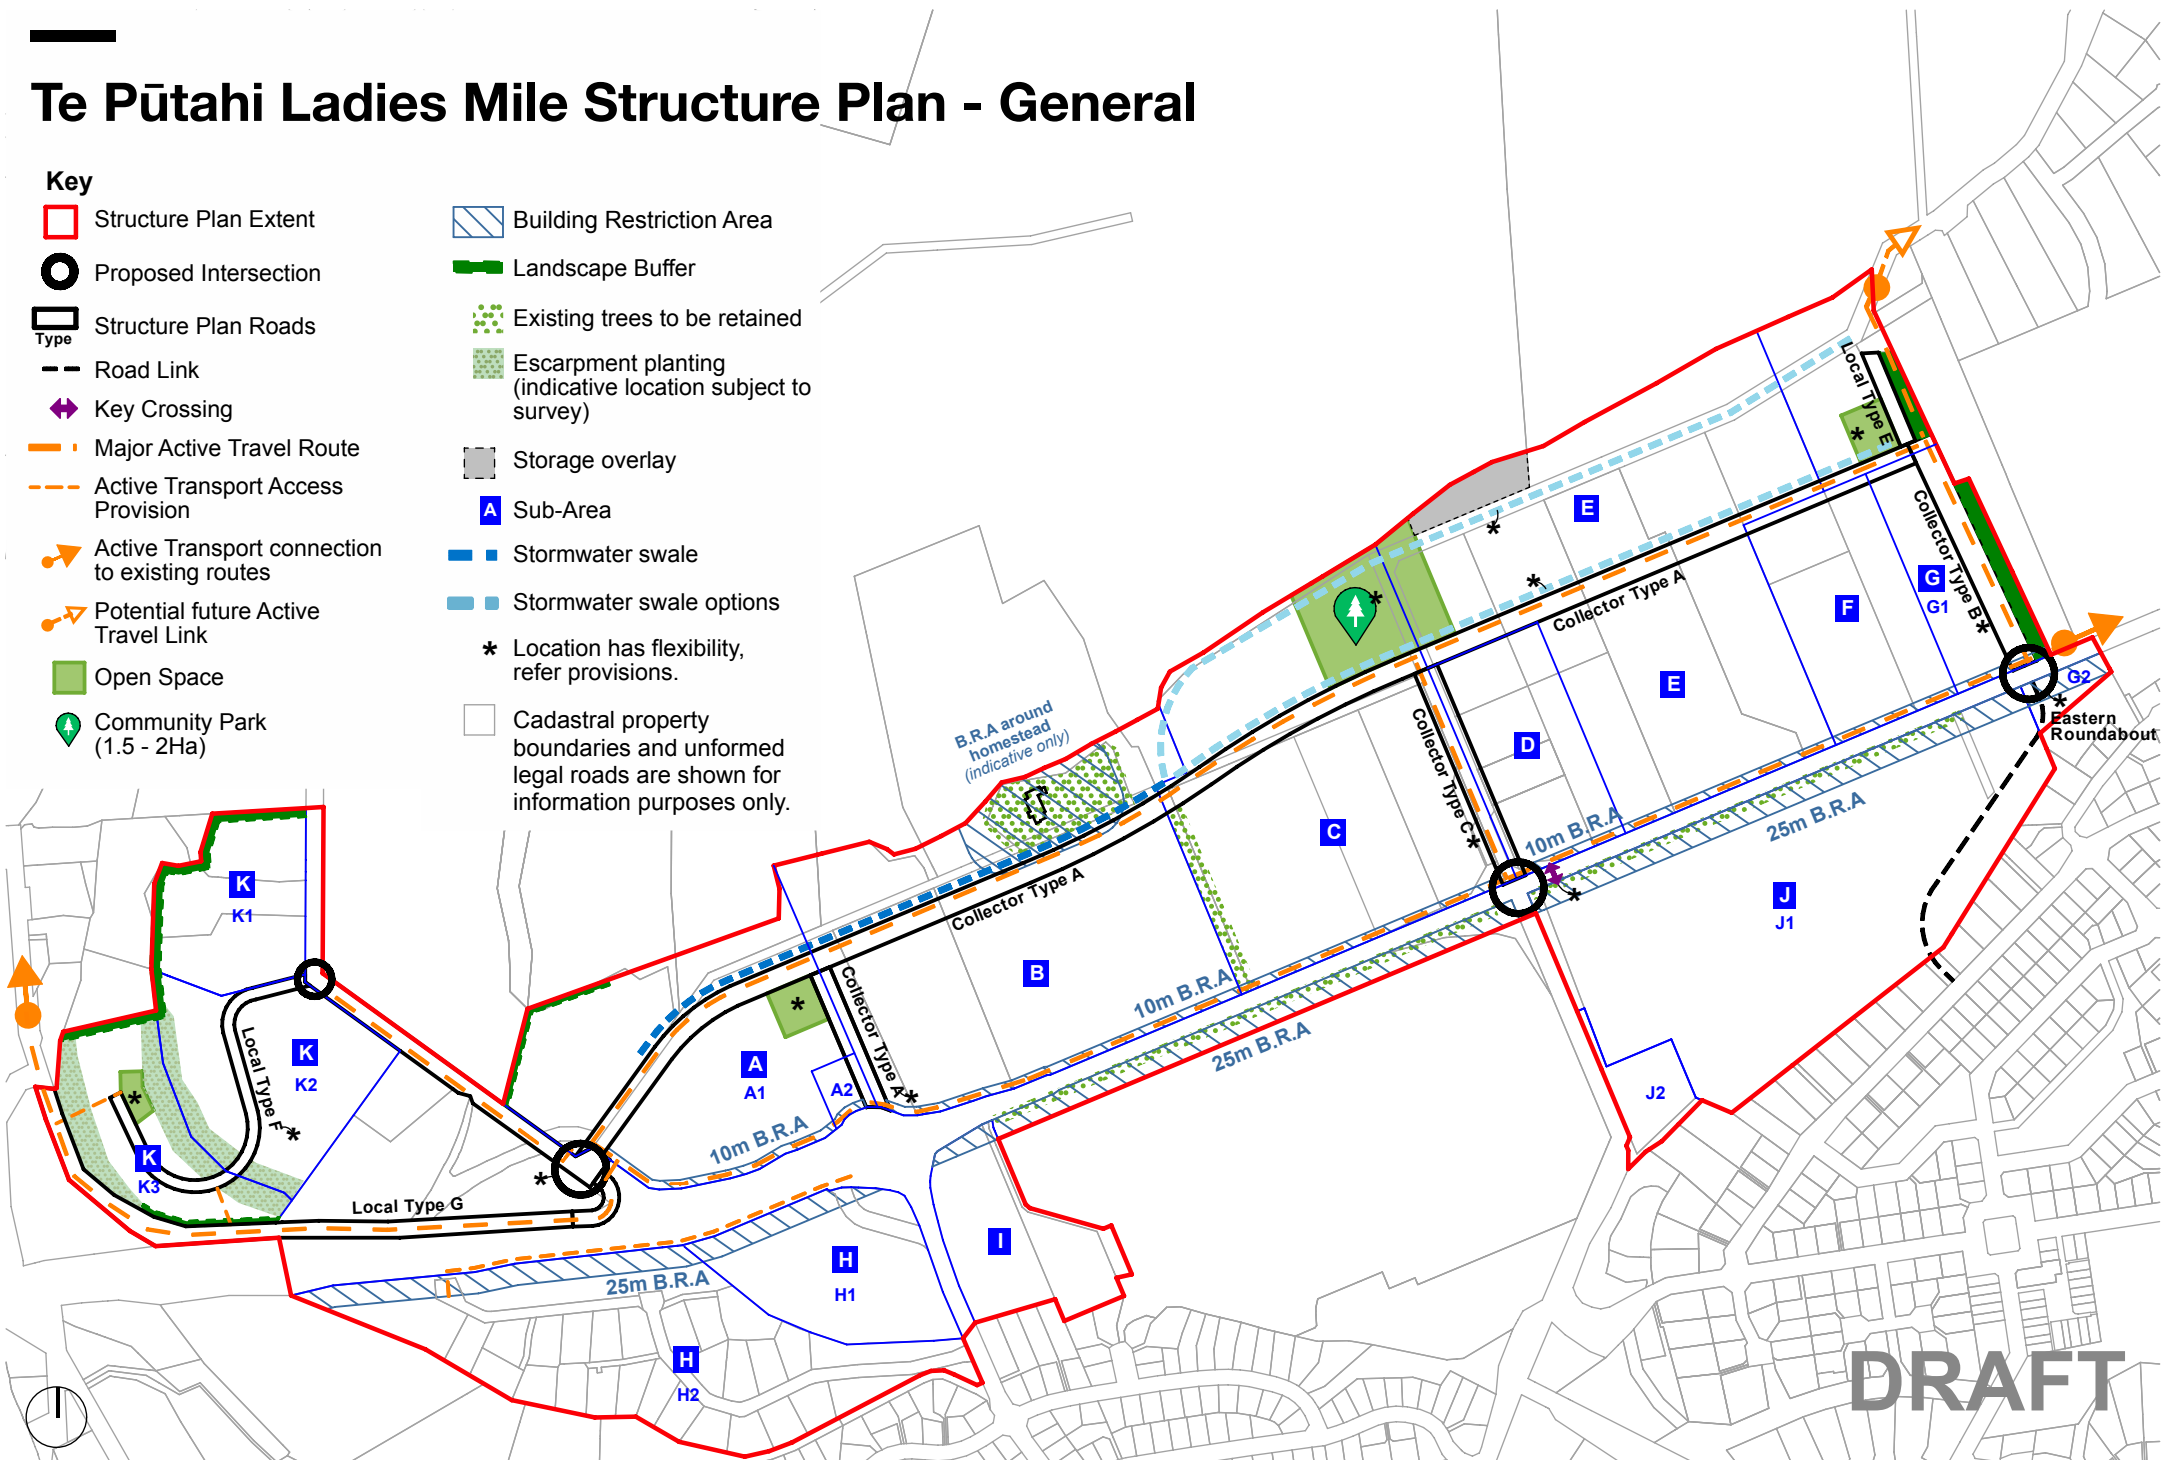 Te Pūtahi Ladies Mile Structure Plan - General
Key
Structure Plan Extent
Proposed Intersection
Type
Structure Plan Roads
Road Link
Key Crossing
Major Active Travel Route
Active Transport Access
Provision
Active Transport connection
to existing routes
Potential future Active
Travel Link
Open Space
Community Park
(1.5 - 2Ha)
Building Restriction Area
Landscape Buffer
Existing trees to be retained
Escarpment planting
(indicative location subject to
survey)
Storage overlay
A
Sub-Area
Stormwater swale
Stormwater swale options
* Location has flexibility,
refer provisions.
Cadastral property
boundaries and unformed
legal roads are shown for
information purposes only.
B.R.A around
homestead
(indicative only)
Local Type E
*
E
*
*
*
Collector Type A
Collector Type B*
G
G1
F
E
G2
*
Eastern
Roundabout
D
Collector Type C*
C
10m B.R.A
25m B.R.A
*
J
J1
J2
Collector Type A
B
10m B.R.A
25m B.R.A
Collector Type A*
*
A
A1
A2
10m B.R.A
K
K1
K
K2
Local Type F
*
*
K
K3
*
Local Type G
25m B.R.A
H
H1
I
H
H2
DRAFT